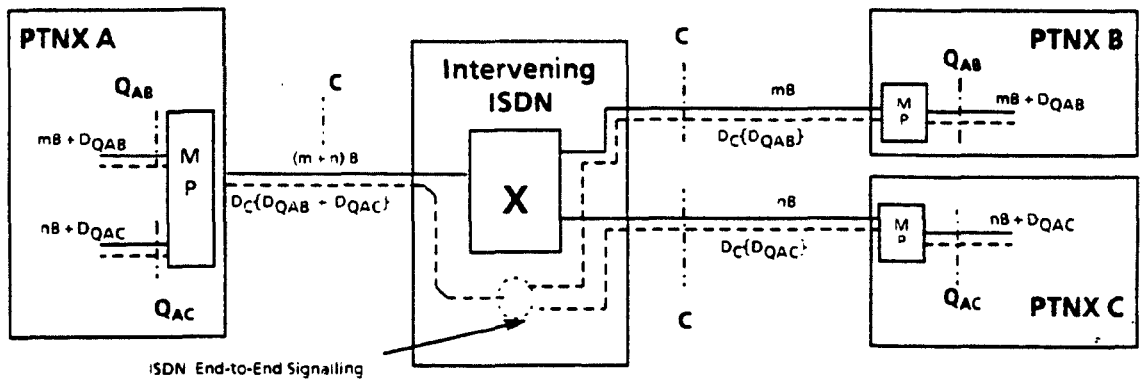 PTNX A
QAB
mB + DQAB
nB + DQAC
QAC
M
P
C
(m + n) B
DC{DQAB + DQAC}
Intervening
ISDN
X
ISDN End-to-End Signalling
C
mB
DC{DQAB}
nB
DC{DQAC}
C
PTNX B
QAB
M
P
mB + DQAB
M
P
nB + DQAC
QAC
PTNX C